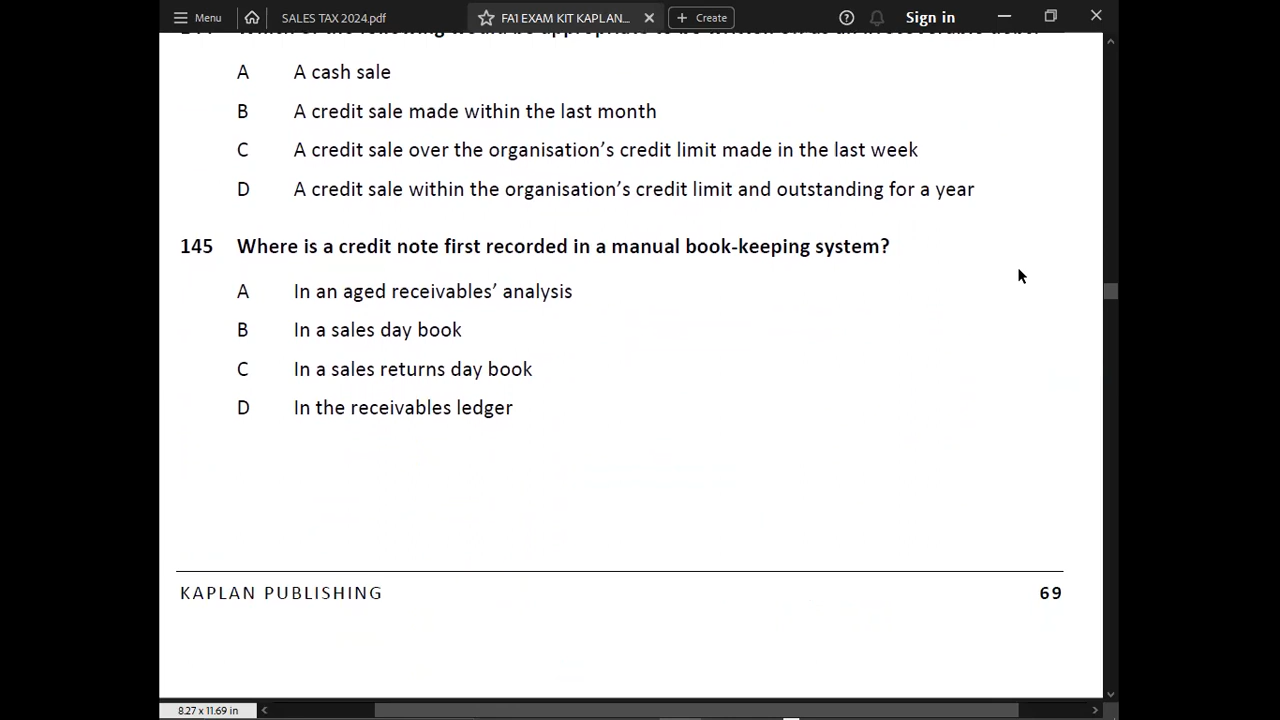 Menu
SALES TAX 2024.pdf
FA1 EXAM KIT KAPLAN...
Create
Sign in
A A cash sale
B A credit sale made within the last month
C A credit sale over the organisation's credit limit made in the last week
D A credit sale within the organisation's credit limit and outstanding for a year
145 Where is a credit note first recorded in a manual book-keeping system?
A In an aged receivables' analysis
B In a sales day book
C In a sales returns day book
D In the receivables ledger
KAPLAN PUBLISHING
69
8.27 x 11.69 in